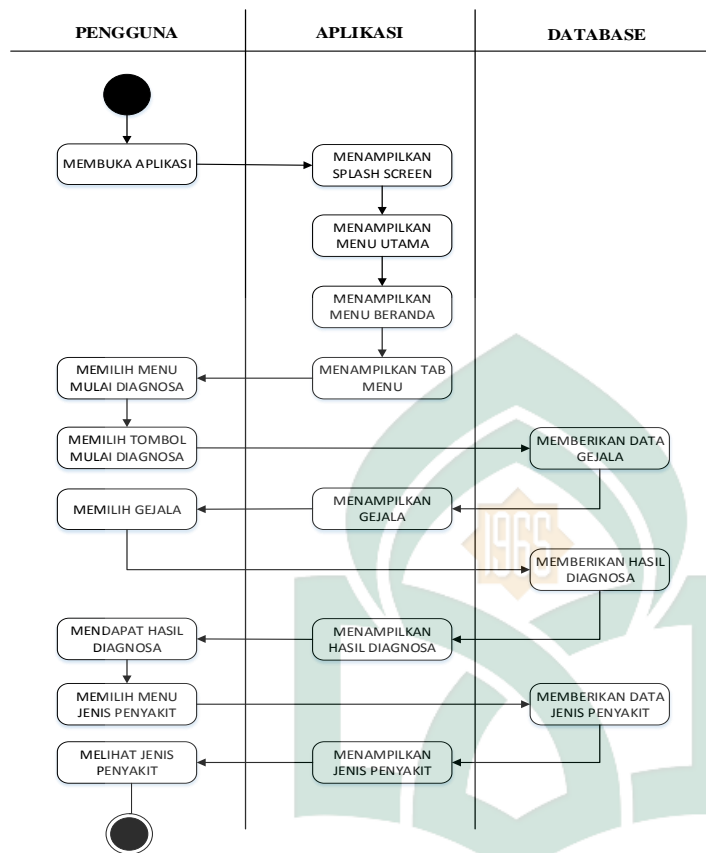 PENGGUNA
APLIKASI
DATABASE
MEMBUKA APLIKASI
MENAMPILKAN
SPLASH SCREEN
MENAMPILKAN
MENU UTAMA
MENAMPILKAN
MENU BERANDA
MEMILIH MENU
MULAI DIAGNOSA
MENAMPILKAN TAB
MENU
MEMILIH TOMBOL
MULAI DIAGNOSA
MEMBERIKAN DATA
GEJALA
MEMILIH GEJALA
MENAMPILKAN
GEJALA
1965
MEMBERIKAN HASIL
DIAGNOSA
MENDAPAT HASIL
DIAGNOSA
MENAMPILKAN
HASIL DIAGNOSA
MEMILIH MENU
JENIS PENYAKIT
MEMBERIKAN DATA
JENIS PENYAKIT
MELIHAT JENIS
PENYAKIT
MENAMPILKAN
JENIS PENYAKIT